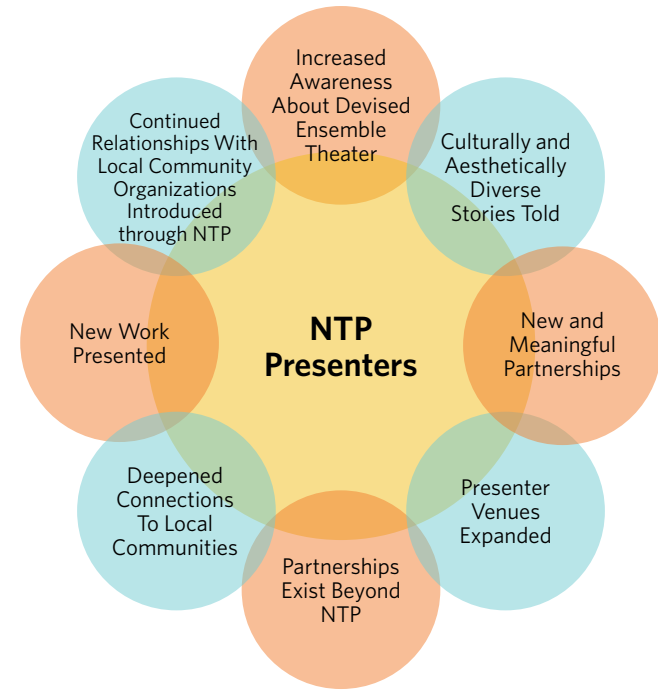 Increased
Awareness
About Devised
Ensemble
Theater
Culturally and
Aesthetically
Diverse
Stories Told
New and
Meaningful
Partnerships
Presenter
Venues
Expanded
Partnerships
Exist Beyond
NTP
Deepened
Connections
To Local
Communities
New Work
Presented
Continued
Relationships With
Local Community
Organizations
Introduced
through NTP
NTP
Presenters